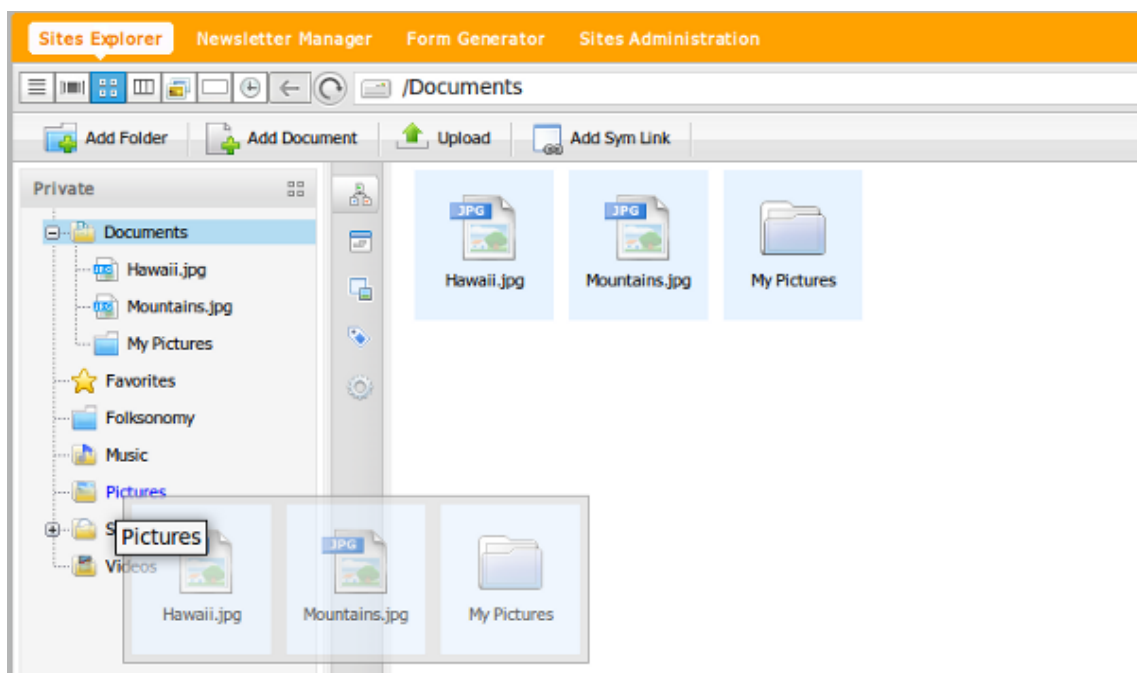 Sites Explorer Newsletter Manager Form Generator Sites Administration
/Documents
Add Folder Add Document Upload Add Sym Link
Private
Documents
Hawaii.jpg
Mountains.jpg
My Pictures
Favorites
Folksonomy
Music
Pictures
S
Videos
JPG
Hawaii.jpg
JPG
Mountains.jpg
My Pictures
Pictures
Hawaii.jpg
JPG
Mountains.jpg
My Pictures